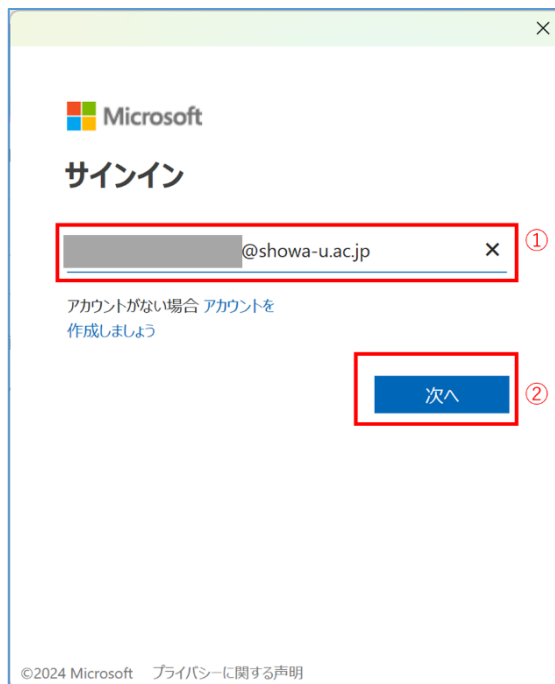 Microsoft
サインイン
@showa-u.ac.jp
①
アカウントがない場合 アカウントを
作成しましょう
次へ
②
©2024 Microsoft プライバシーに関する声明